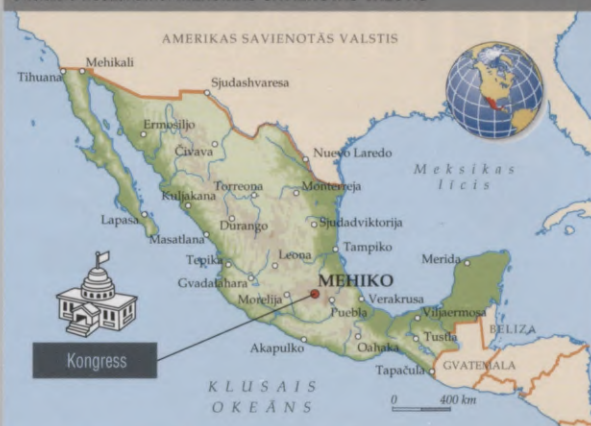 AMERIKAS SAVIENOTĀS VALSTIS
Mehikali
Tihuana
Sjudashvaresa
Ermosiljo
Čivava
Nuevo Laredo
Meksikas
līcis
Torreona
Monterreja
Kuljakana
Lapasa
Durango
Sjudadviktorija
Masatlana
Tampiko
Leona
Merida
Tepika
MEHIKO
Gvadalahara
Morelija
Verakrusa
Puebla
Viljaermosa
BELIZA
Tustla
Kongress
Akapulko
Oahaka
GVATEMALA
Tapačula
KLUSAIS
OKEĀNS
0 400 km